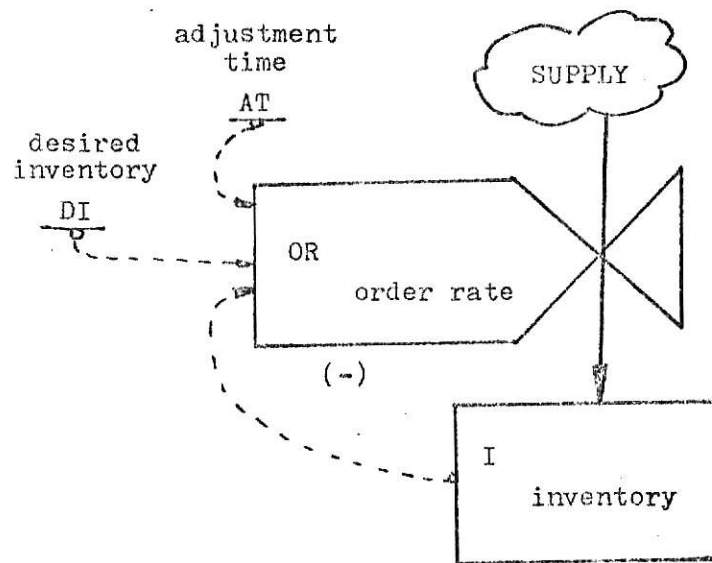 adjustment
time
AT
SUPPLY
desired
inventory
DI
OR
order rate
(-)
I
inventory